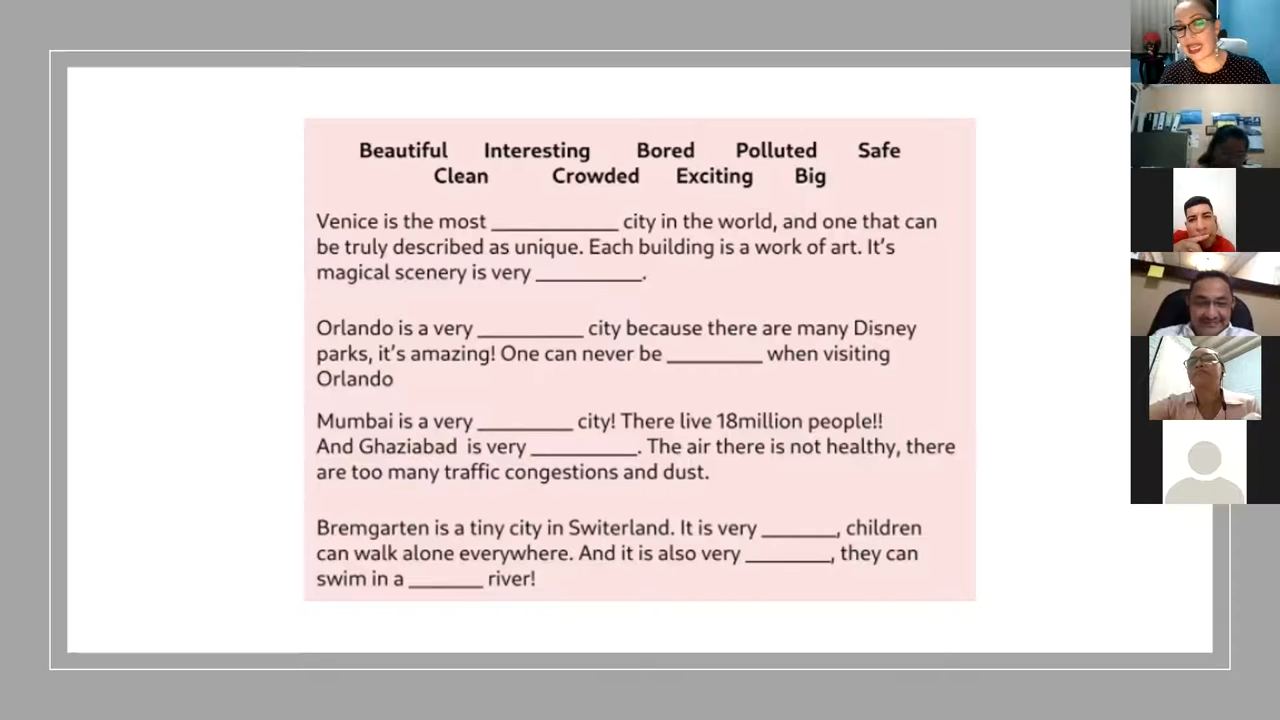 Beautiful Interesting Bored Polluted Safe
Clean Crowded Exciting Big
Venice is the most ____________ city in the world, and one that can
be truly described as unique. Each building is a work of art. It's
magical scenery is very __________.
Orlando is a very __________ city because there are many Disney
parks, it's amazing! One can never be _________ when visiting
Orlando
Mumbai is a very _________ city! There live 18million people!!
And Ghaziabad is very __________. The air there is not healthy, there
are too many traffic congestions and dust.
Bremgarten is a tiny city in Switerland. It is very _______, children
can walk alone everywhere. And it is also very ________, they can
swim in a _______ river!